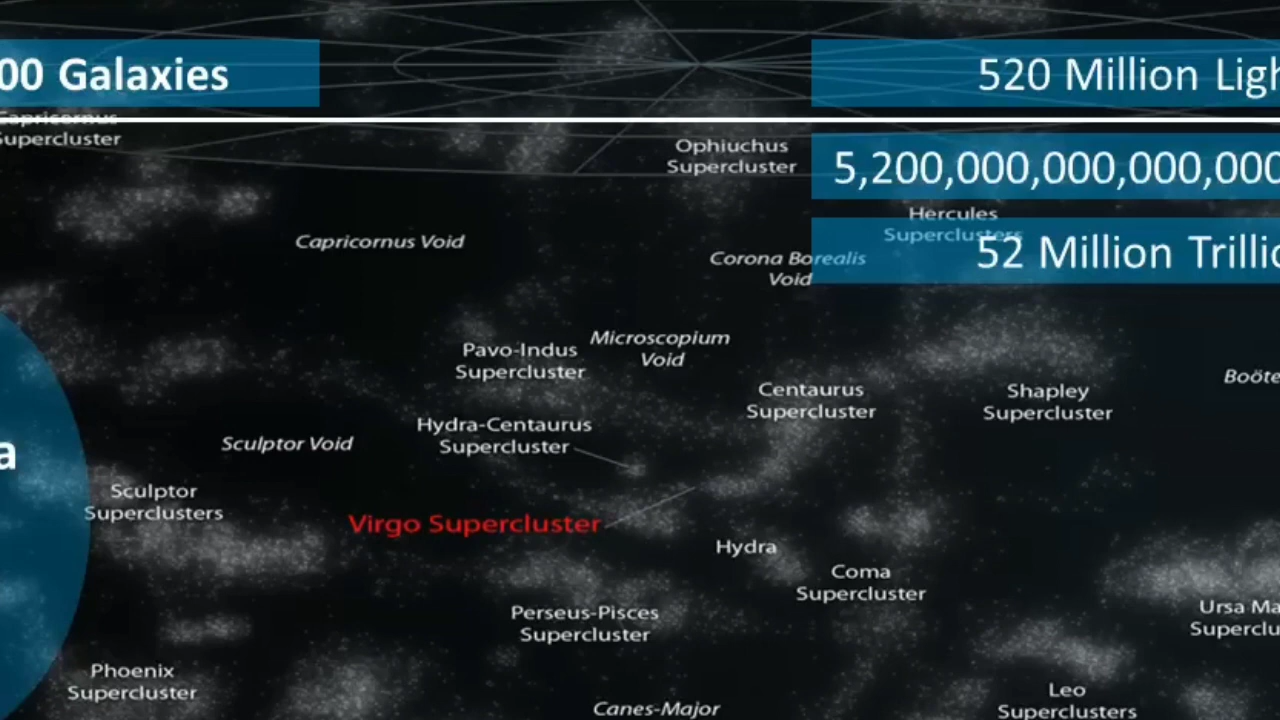 00 Galaxies
520 Million Ligh
Capricornus
Supercluster
Ophiuchus
Supercluster
5,200,000,000,000,000
Hercules
Superclusters
52 Million Trillio
Capricornus Void
Corona Borealis
Void
Microscopium
Void
Pavo-Indus
Supercluster
Centaurus
Supercluster
Shapley
Supercluster
Boöte
Hydra-Centaurus
Supercluster
Sculptor Void
a
Sculptor
Superclusters
Virgo Supercluster
Hydra
Coma
Supercluster
Perseus-Pisces
Supercluster
Ursa Ma
Superclu
Phoenix
Supercluster
Leo
Superclusters
Canes-Major